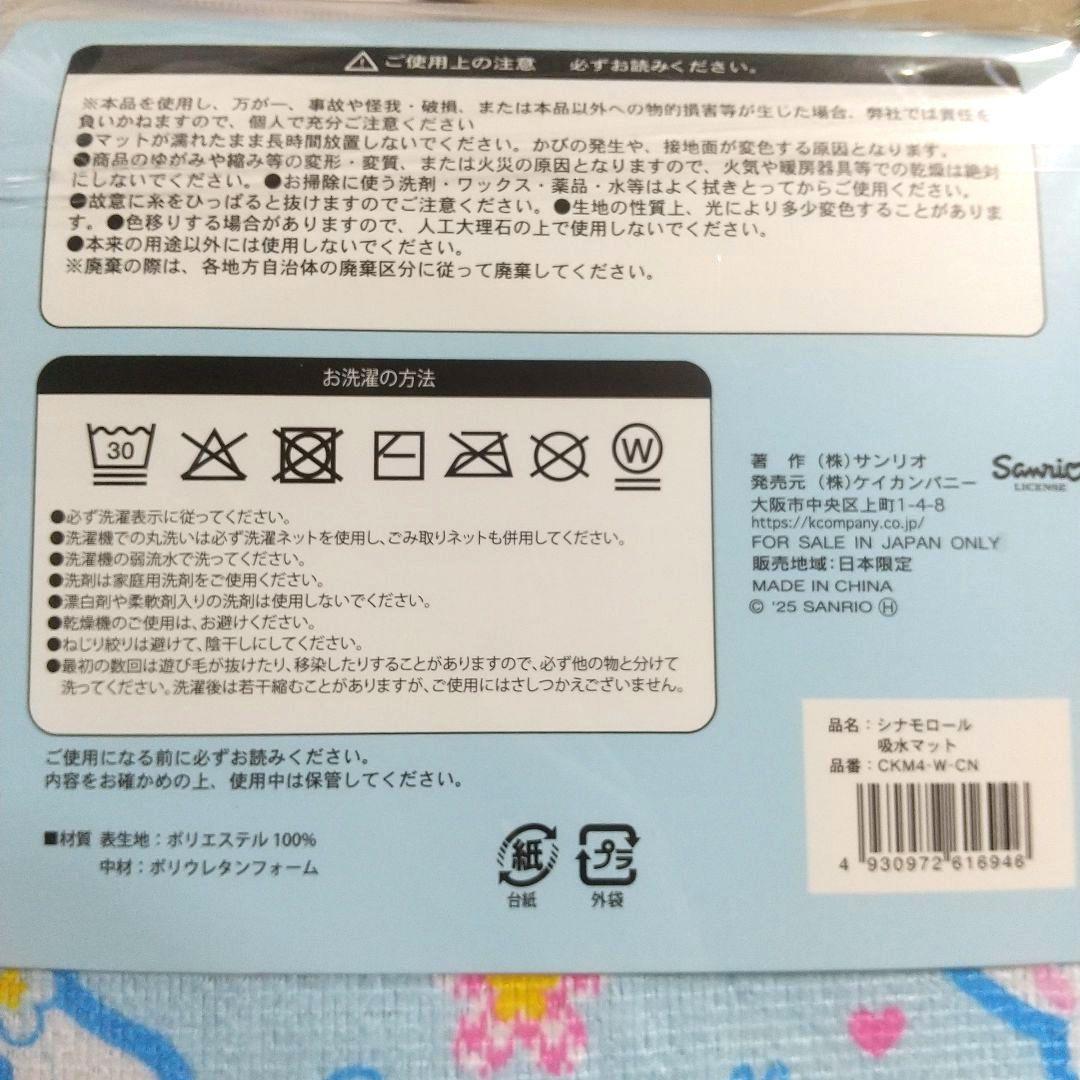 ご使用上の注意 必ずお読みください。
※本品を使用し、万が一、事故や怪我・破損、または本品以外への物的損害等が生じた場合、弊社では責任を
負いかねますので、個人で充分ご注意ください
●マットが濡れたまま長時間放置しないでください。かびの発生や、接地面が変色する原因となります。
●商品のゆがみや縮み等の変形・変質、または火災の原因となりますので、火気や暖房器具等での乾燥は絶対
にしないでください。●お掃除に使う洗剤・ワックス・薬品・水等はよく拭きとってからご使用ください。
●故意に糸をひっぱると抜けますのでご注意ください。●生地の性質上、光により多少変色することがありま
す。●色移りする場合がありますので、人工大理石の上で使用しないでください。
●本来の用途以外には使用しないでください。
※廃棄の際は、各地方自治体の廃棄区分に従って廃棄してください。
お洗濯の方法
30
W
●必ず洗濯表示に従ってください。
●洗濯機での丸洗いは必ず洗濯ネットを使用し、ごみ取りネットも併用してください。
●洗濯機の弱流水で洗ってください。
●洗剤は家庭用洗剤をご使用ください。
●漂白剤や柔軟剤入りの洗剤は使用しないでください。
●乾燥機のご使用は、お避けください。
●ねじり絞りは避けて、陰干しにしてください。
●最初の数回は遊び毛が抜けたり、移染したりすることがありますので、必ず他の物と分けて
洗ってください。洗濯後は若干縮むことがありますが、ご使用にはさしつかえございません。
著 作 (株)サンリオ
発売元 (株)ケイカンパニー
大阪市中央区上町1-4-8
https://kcompany.co.jp/
FOR SALE IN JAPAN ONLY
販売地域:日本限定
MADE IN CHINA
© '25 SANRIO Ⓗ
Sanrio
LICENSE
ご使用になる前に必ずお読みください。
内容をお確かめの上、使用中は保管してください。
■材質 表生地:ポリエステル100%
中材:ポリウレタンフォーム
紙
台紙
プラ
外袋
品名:シナモロール
吸水マット
品番:CKM4-W-CN
4 930972 616946